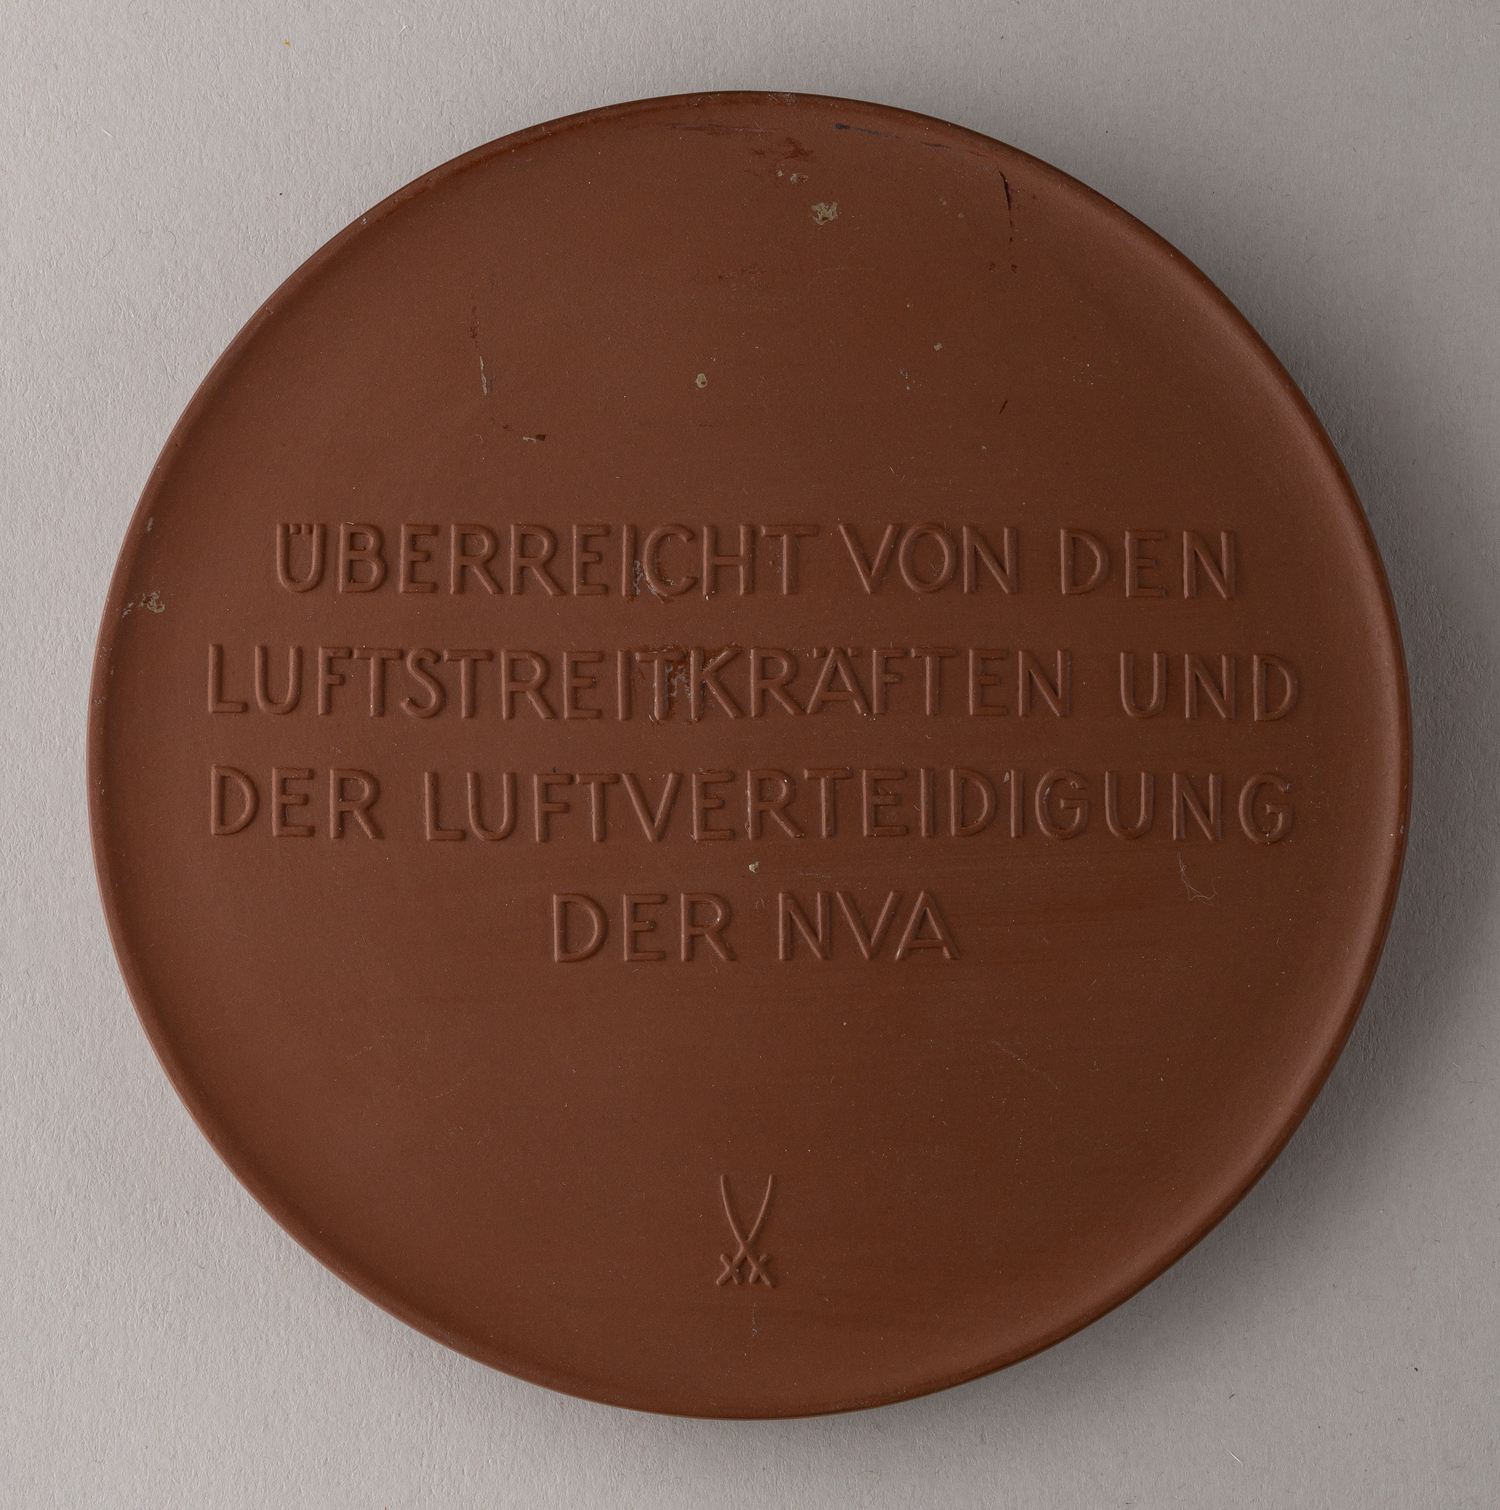 ÜBERREICHT VON DEN
LUFTSTREITKRÄFTEN UND
DER LUFTVERTEIDIGUNG
DER NVA